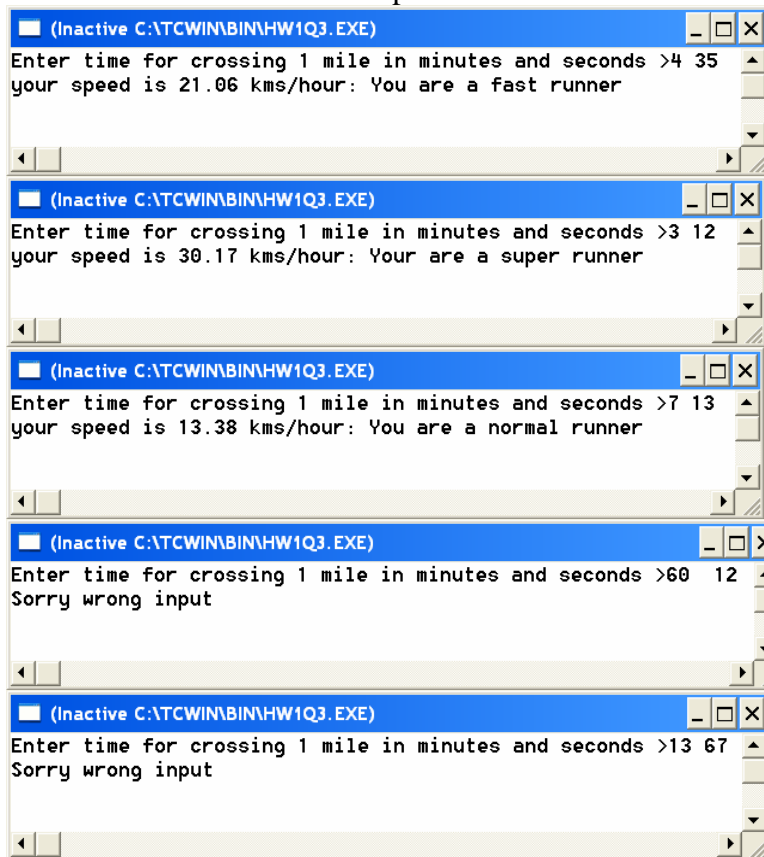 (Inactive C:\TCWIN\BIN\HW1Q3.EXE)
Enter time for crossing 1 mile in minutes and seconds >4 35
your speed is 21.06 kms/hour: You are a fast runner
(Inactive C:\TCWIN\BIN\HW1Q3.EXE)
Enter time for crossing 1 mile in minutes and seconds >3 12
your speed is 30.17 kms/hour: Your are a super runner
(Inactive C:\TCWIN\BIN\HW1Q3.EXE)
Enter time for crossing 1 mile in minutes and seconds >7 13
your speed is 13.38 kms/hour: You are a normal runner
(Inactive C:\TCWIN\BIN\HW1Q3.EXE)
Enter time for crossing 1 mile in minutes and seconds >60  12
Sorry wrong input
(Inactive C:\TCWIN\BIN\HW1Q3.EXE)
Enter time for crossing 1 mile in minutes and seconds >13 67
Sorry wrong input